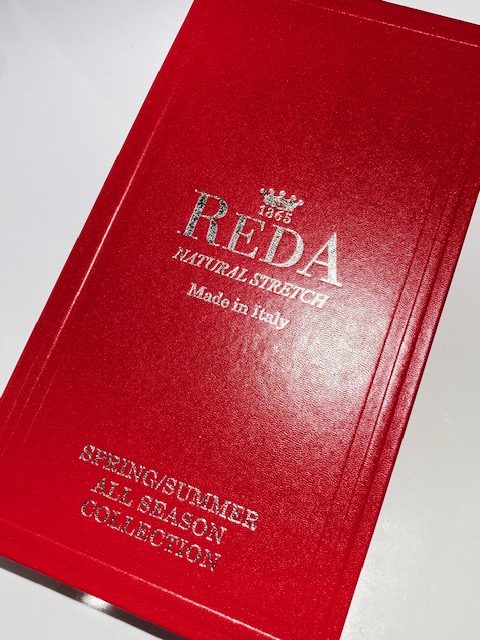 1865
REDA
NATURAL STRETCH
Made in Italy
SPRING/SUMMER
ALL SEASON
COLLECTION